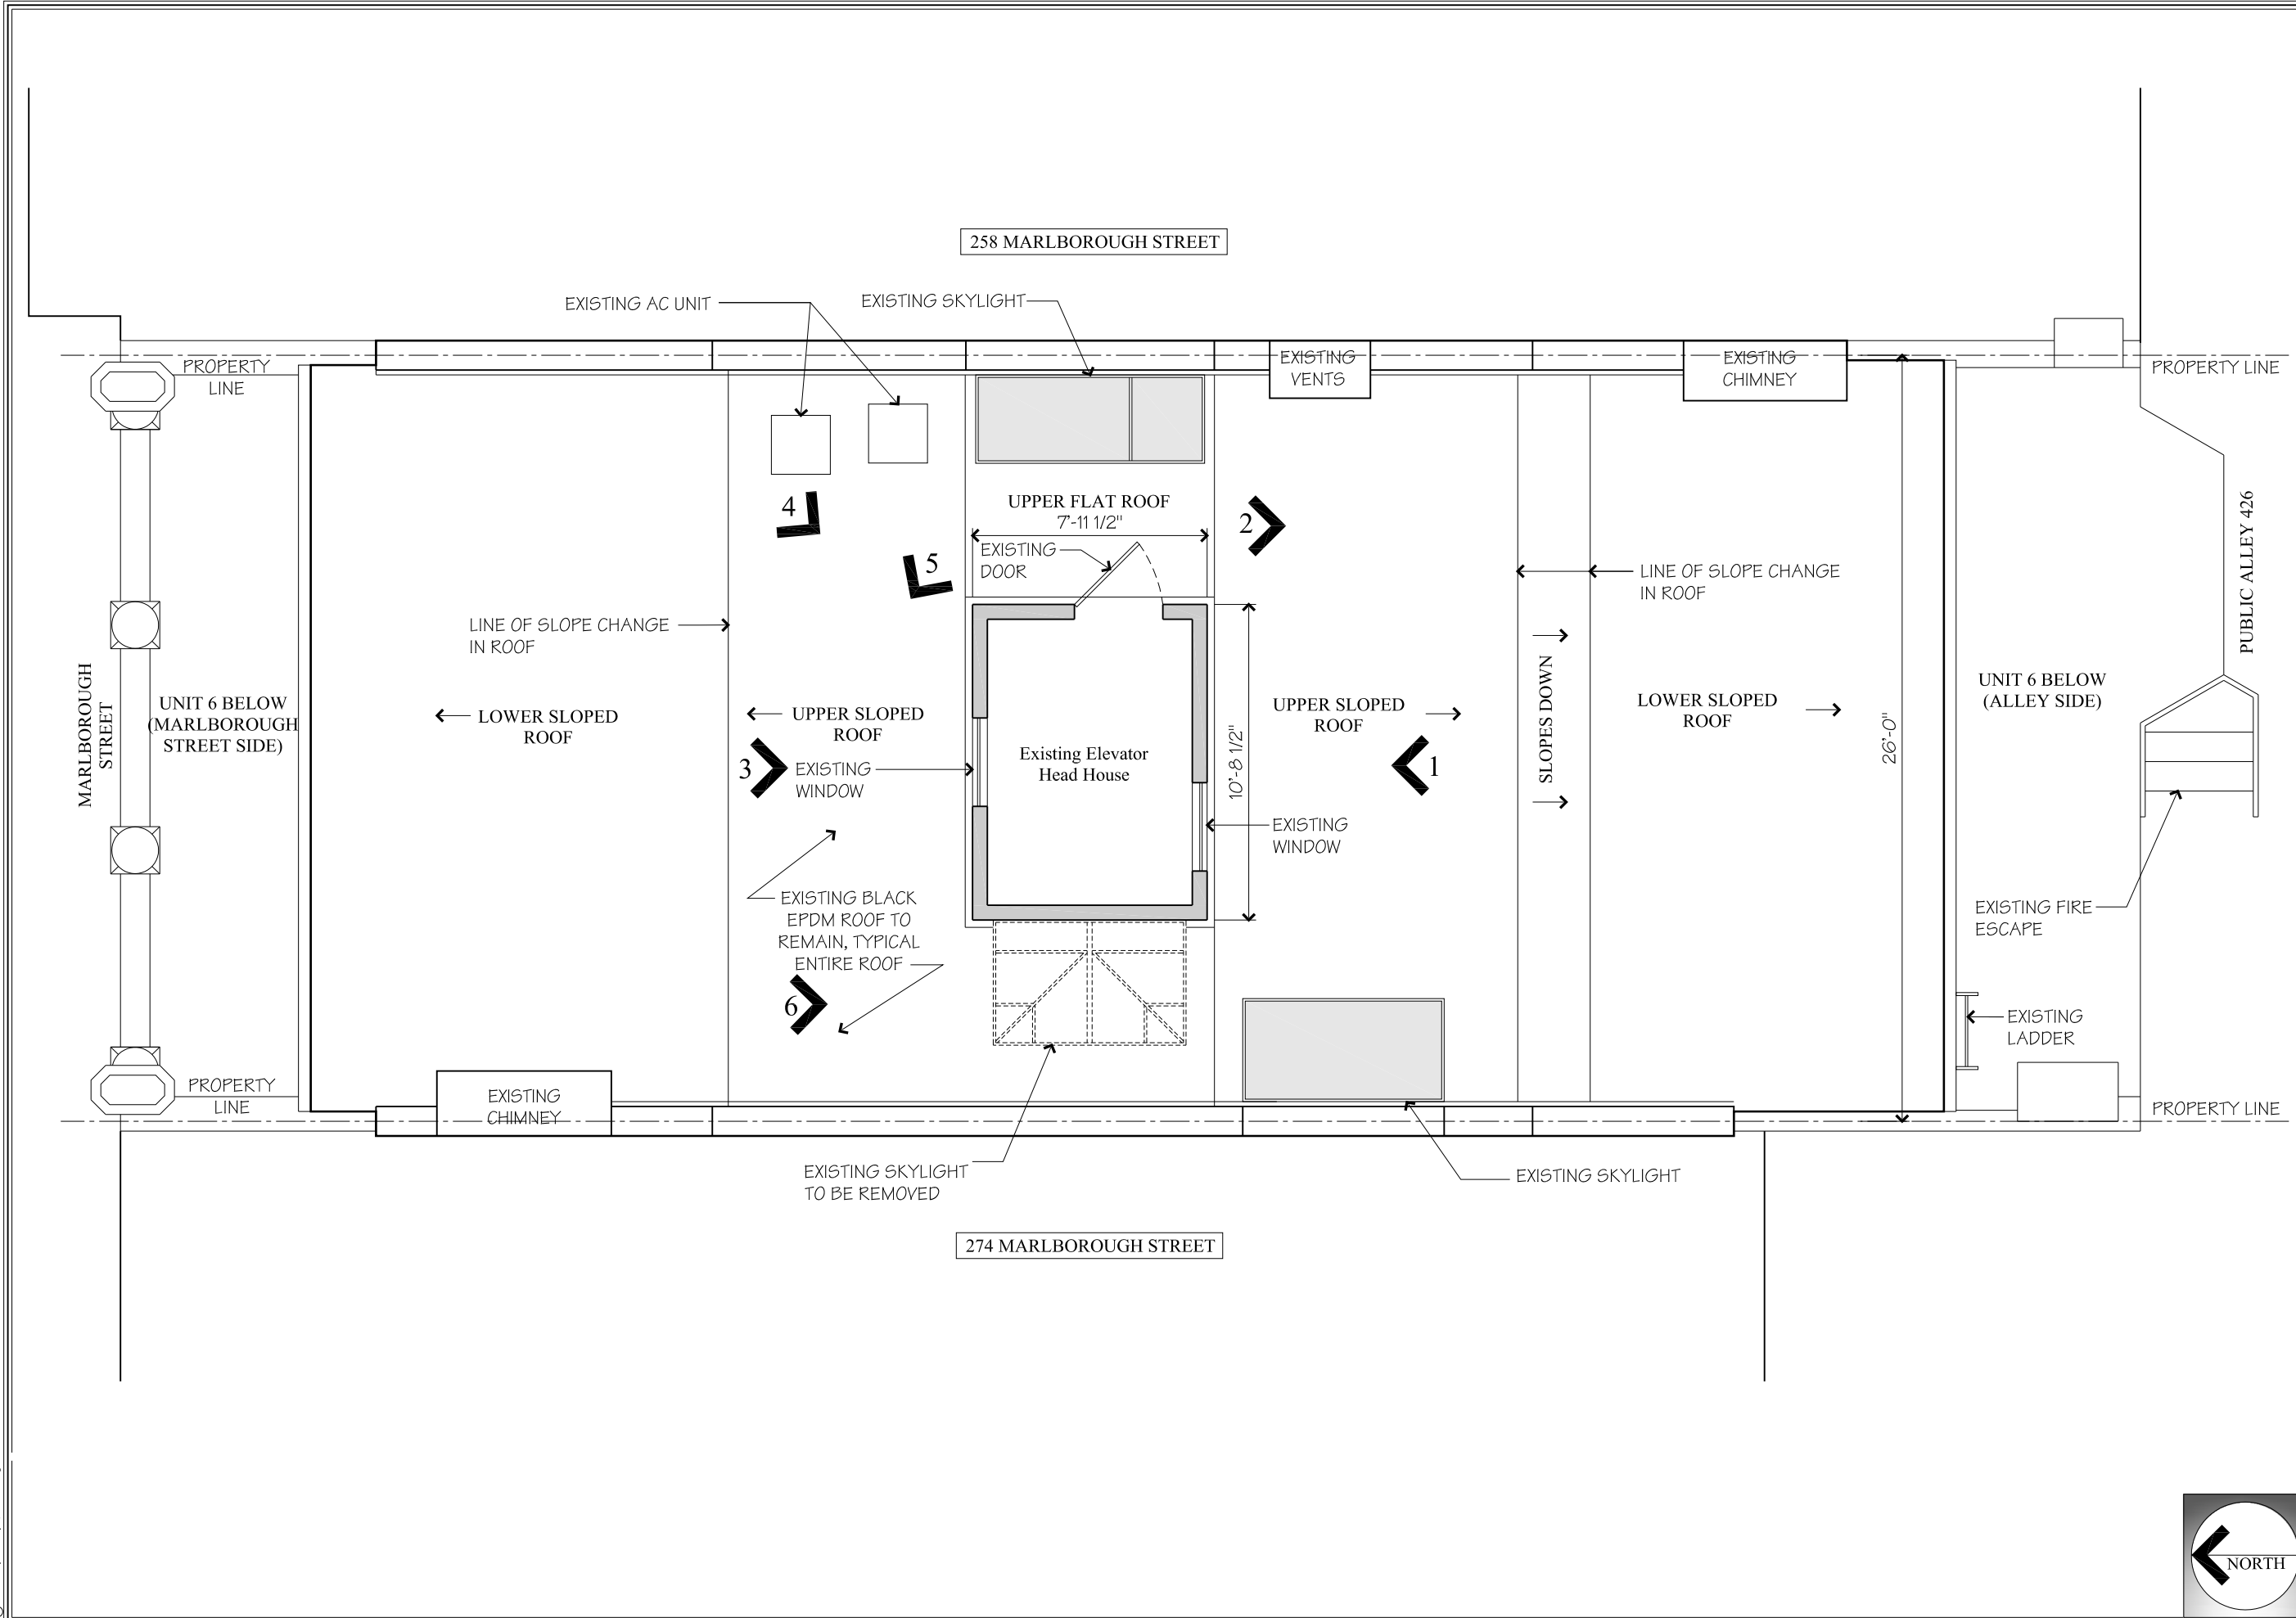 258 MARLBOROUGH STREET
EXISTING AC UNIT
EXISTING SKYLIGHT
PROPERTY
LINE
EXISTING
VENTS
EXISTING
CHIMNEY
PROPERTY LINE
4
UPPER FLAT ROOF
7'-11 1/2"
2
5
EXISTING
DOOR
LINE OF SLOPE CHANGE
IN ROOF
LINE OF SLOPE CHANGE
IN ROOF
PUBLIC ALLEY 426
MARLBOROUGH
STREET
UNIT 6 BELOW
(MARLBOROUGH
STREET SIDE)
LOWER SLOPED
ROOF
UPPER SLOPED
ROOF
UPPER SLOPED
ROOF
SLOPES DOWN
LOWER SLOPED
ROOF
UNIT 6 BELOW
(ALLEY SIDE)
26'-0"
3
EXISTING
WINDOW
Existing Elevator
Head House
10'-8 1/2"
1
EXISTING
WINDOW
EXISTING BLACK
EPDM ROOF TO
REMAIN, TYPICAL
ENTIRE ROOF
6
EXISTING FIRE
ESCAPE
EXISTING
LADDER
PROPERTY
LINE
EXISTING
CHIMNEY
PROPERTY LINE
EXISTING SKYLIGHT
TO BE REMOVED
EXISTING SKYLIGHT
274 MARLBOROUGH STREET
NORTH